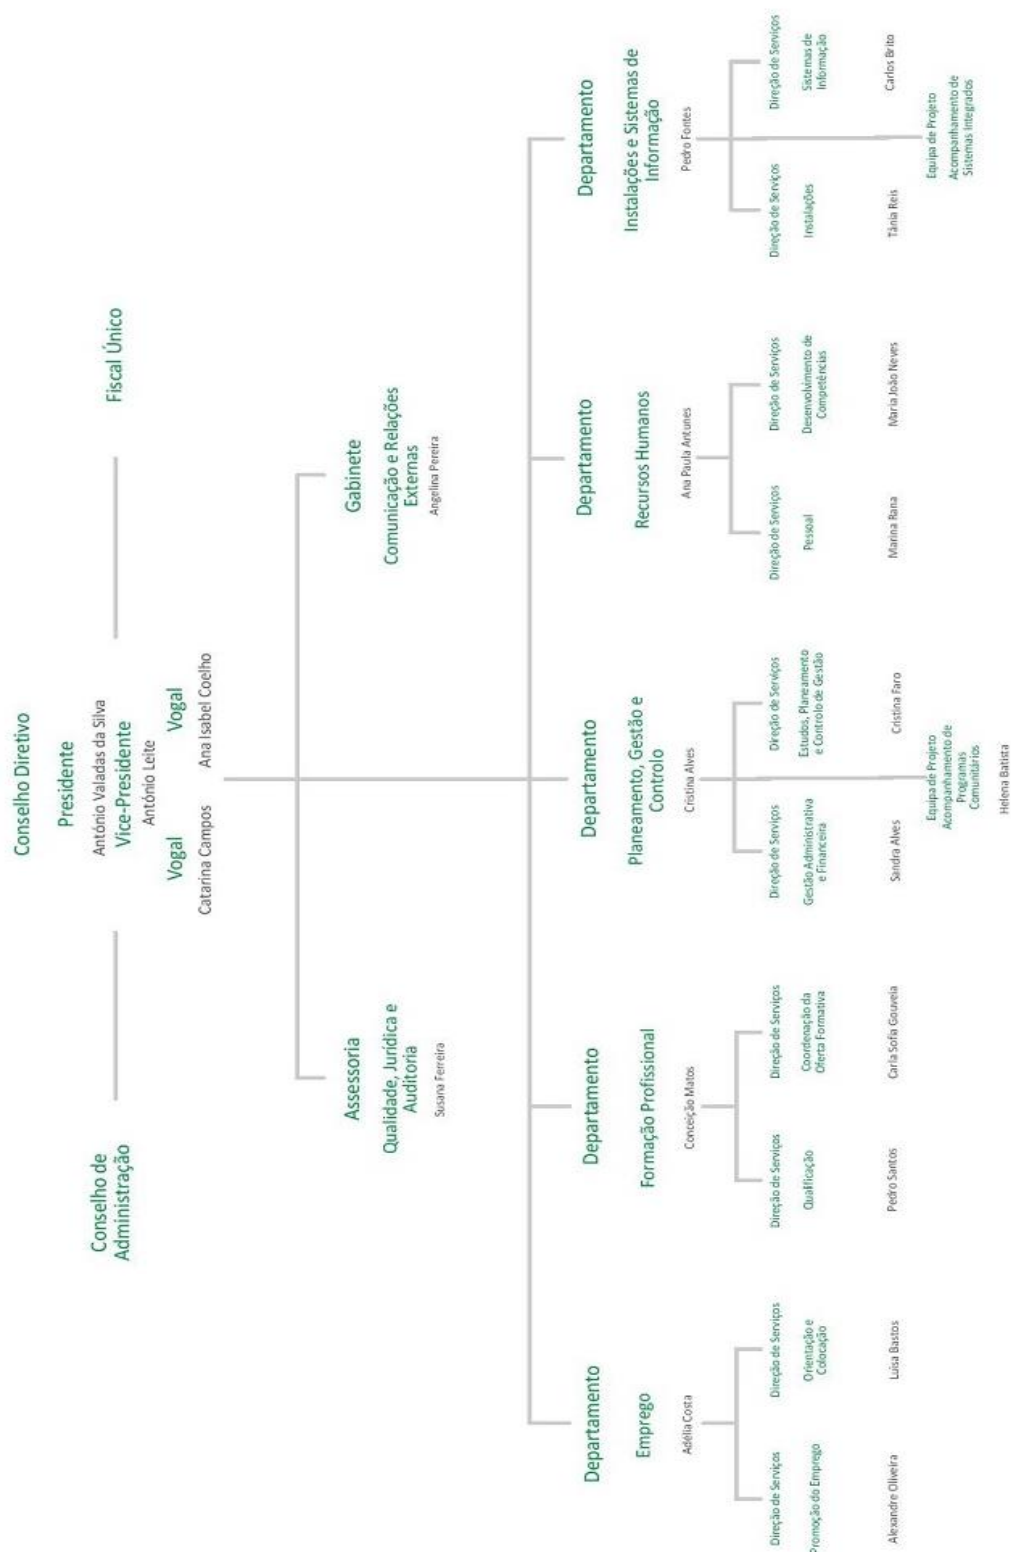 Conselho Diretivo
Presidente
António Valadas da Silva
Vice-Presidente
António Leite
Vogal
Catarina Campos
Vogal
Ana Isabel Coelho
Conselho de
Administração
Fiscal Único
Assessoria
Qualidade, Jurídica e
Auditoria
Susana Ferreira
Gabinete
Comunicação e Relações
Externas
Angelina Pereira
Departamento
Emprego
Adélia Costa
Direção de Serviços
Promoção do Emprego
Alexandre Oliveira
Direção de Serviços
Orientação e
Colocação
Luísa Bastos
Departamento
Formação Profissional
Conceição Matos
Direção de Serviços
Qualificação
Pedro Santos
Direção de Serviços
Coordenação da
Oferta Formativa
Carla Sofia Gouveia
Departamento
Planeamento, Gestão e
Controlo
Cristina Alves
Direção de Serviços
Gestão Administrativa
e Financeira
Sandra Alves
Direção de Serviços
Estudos, Planeamento
e Controlo de Gestão
Cristina Faro
Equipa de Projeto
Acompanhamento de
Programas
Comunitários
Helena Batista
Departamento
Recursos Humanos
Ana Paula Antunes
Direção de Serviços
Pessoal
Marina Rana
Direção de Serviços
Desenvolvimento de
Competências
Maria João Neves
Departamento
Instalações e Sistemas de
Informação
Pedro Fontes
Direção de Serviços
Instalações
Tânia Reis
Direção de Serviços
Sistemas de
Informação
Carlos Brito
Equipa de Projeto
Acompanhamento de
Sistemas Integrados